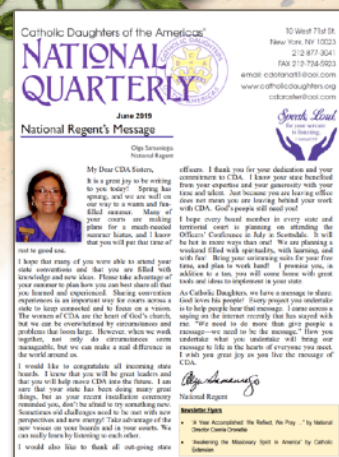 Catholic Daughters of the Americas
NATIONAL
QUARTERLY
CATHOLIC DAUGHTERS
AMERICAS
10 West 71st St.
New York, NY 10023
212-877-3041
FAX 212-724-5923
www.catholicdaughters.org
Speak, Lord,
for your servant
is listening.
June 2019
National Regent's Message
Olga Samaniego
National Regent
My Dear CDA Sisters,
It is a great joy to be writing
to you today! Spring has
sprung, and we are well on
our way to a warm and fun-
filled summer. Many of
your courts are making
plans for a much-needed
summer hiatus, and I know
that you will put that time of
rest to good use.
I hope that many of you were able to attend your
state conventions and that you are filled with
knowledge and new ideas. Please take advantage of
your summer to plan how you can best share all that
you learned and experienced. Sharing convention
experiences is an important way for courts across a
state to keep connected and to focus on a vision.
The women of CDA are the heart of God's church,
but we can be overwhelmed by circumstances and
problems that loom large. However, when we work
together, not only do circumstances seem
manageable, but we can make a real difference in
the world around us.
I would like to congratulate all incoming state
boards. I know that you will be great leaders and
that you will help move CDA into the future. I am
sure that your state has been doing many great
things, but as your recent installation ceremony
reminded you, don't be afraid to try something new.
Sometimes old challenges need to be met with new
perspectives and new energy! Take advantage of the
new voices on your boards and in your courts. We
can really learn by listening to each other.
I would also like to thank all out-going state
officers. I thank you for your dedication and your
commitment to CDA. I know your state benefited
from your expertise and your generosity with your
time and talent. Just because you are leaving office
does not mean you are leaving behind your work
with CDA. God's people still need you!
I hope every board member in every state and
territorial court is planning on attending the
Officers' Conference in July in Scottsdale. It will
be hot in more ways than one! We are planning a
weekend filled with spirituality, with learning, and
with fun! Bring your swimming suits for your free
time, and plan to work hard! I promise you, in
addition to a tan, you will come home with great
tools and ideas to implement in your state.
As Catholic Daughters, we have a message to share.
God loves his people! Every project you undertake
is to help people hear that message. I came across a
saying on the internet recently that has stayed with
me. "We need to do more than give people a
message—we need to be the message." How you
undertake what you undertake will bring our
message to life in the hearts of everyone you meet.
I wish you great joy as you live the message of
CDA.
National Regent
Newsletter Flyers
• "A Year Accomplished: We Reflect, We Pray ..." by National
Director Connie
• "Awakening the Missionary Spirit in America" by Catholic
Extension